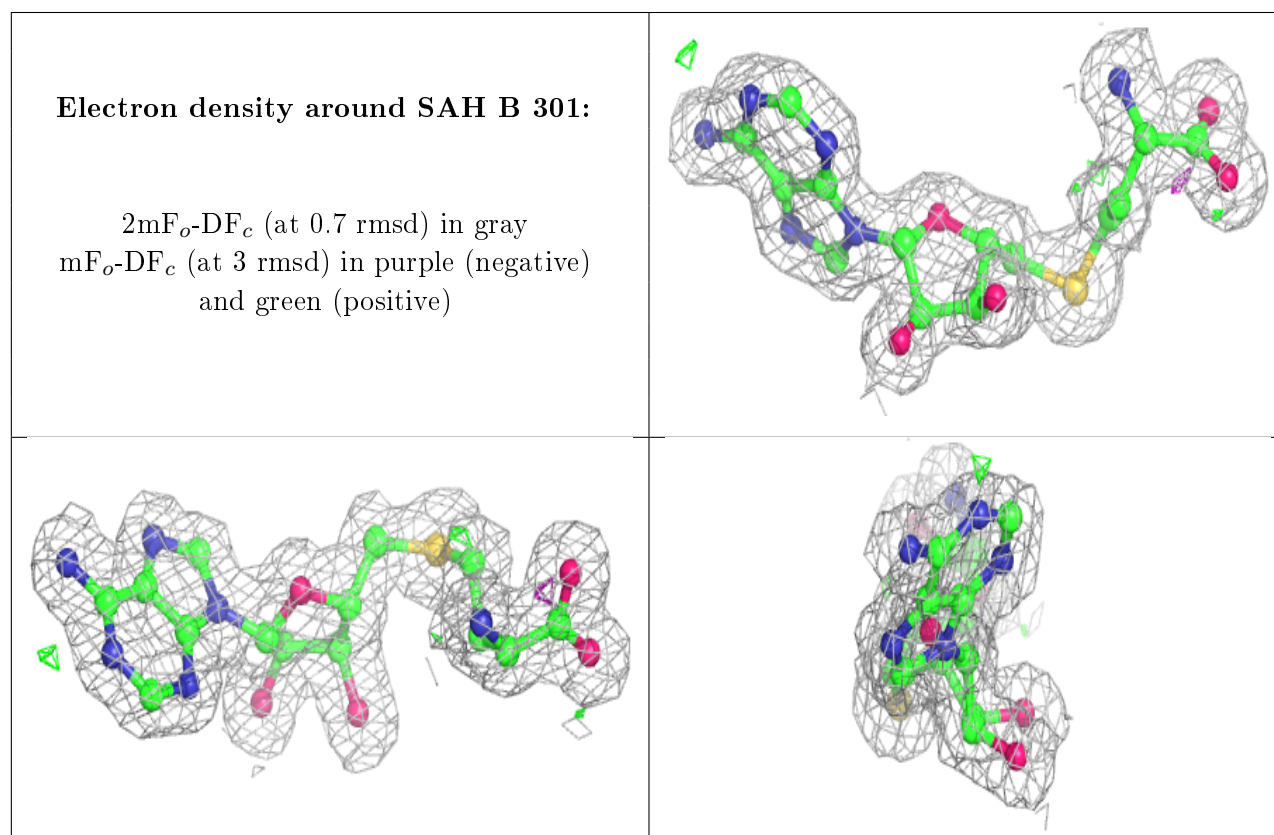 Electron density around SAH B 301:
2mFo-DFc (at 0.7 rmsd) in gray
mFo-DFc (at 3 rmsd) in purple (negative)
and green (positive)